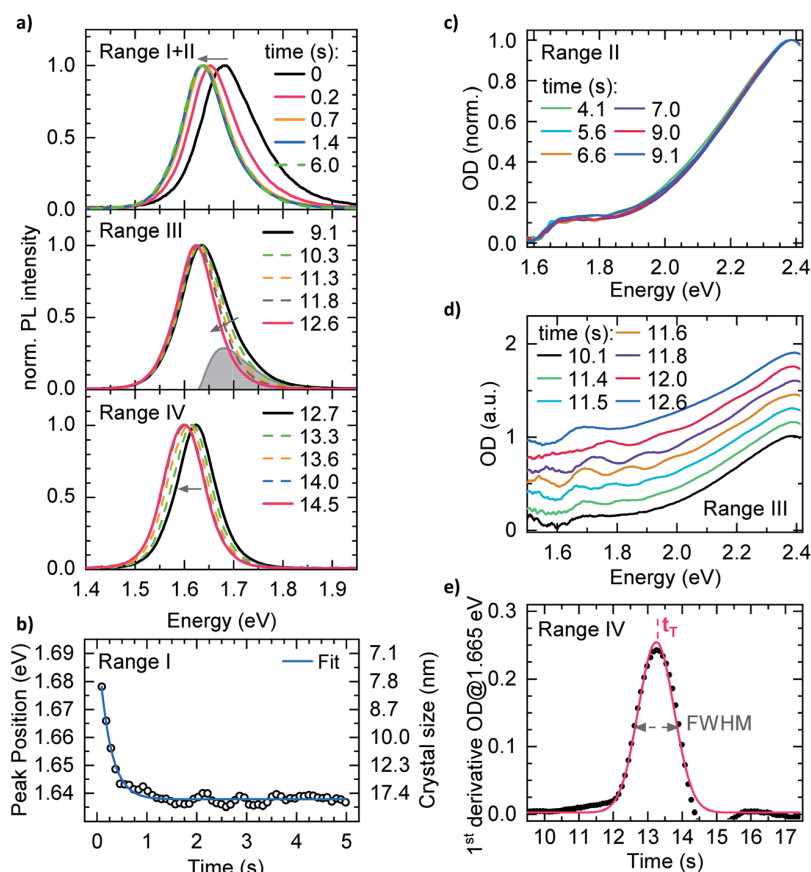 a)
Range I+II
time (s):
0
0.2
0.7
1.4
6.0
1.0
0.5
0.0
Range III
9.1
10.3
11.3
11.8
12.6
1.0
0.5
0.0
norm. PL intensity
Range IV
12.7
13.3
13.6
14.0
14.5
1.0
0.5
0.0
1.4 1.5 1.6 1.7 1.8 1.9
Energy (eV)
b)
Range I
Fit
1.69
1.68
1.67
1.66
1.65
1.64
Peak Position (eV)
7.1
7.8
8.7
10.0
12.3
17.4
Crystal size (nm)
0 1 2 3 4 5
Time (s)
c)
Range II
time (s):
4.1 7.0
5.6 9.0
6.6 9.1
1.0
0.8
0.6
0.4
0.2
0.0
OD (norm.)
1.6 1.8 2.0 2.2 2.4
Energy (eV)
d)
time (s): 11.6
10.1 11.8
11.4 12.0
11.5 12.6
2
1
0
OD (a.u.)
Range III
1.6 1.8 2.0 2.2 2.4
Energy (eV)
e)
Range IV
tT
FWHM
0.3
0.2
0.1
0.0
1st derivative OD@1.665 eV
10 11 12 13 14 15 16 17
Time (s)